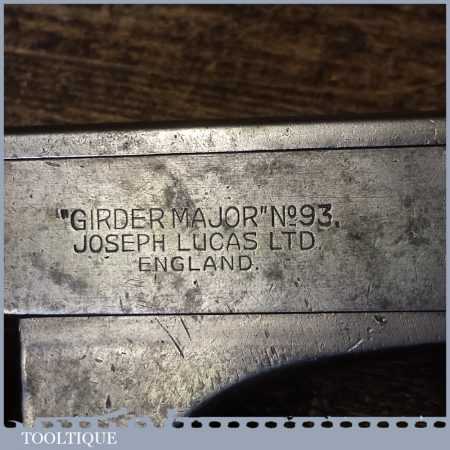 "GIRDER MAJOR" Nº93.
JOSEPH LUCAS LTD.
ENGLAND.
TOOLTIQUE